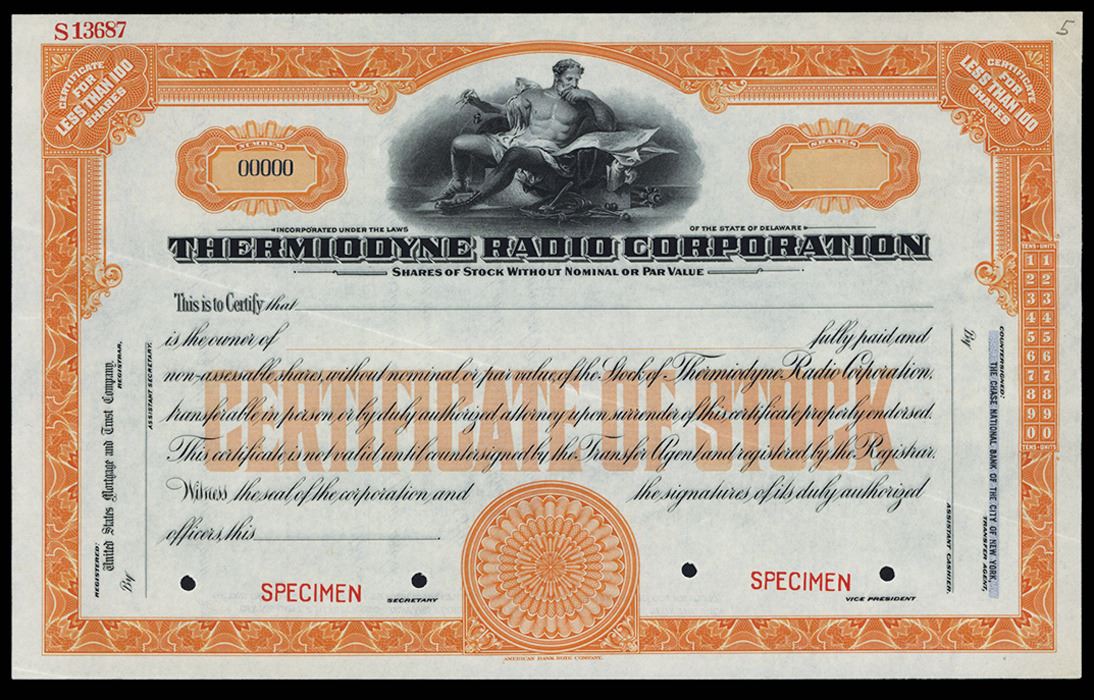 S 13687
5
CERTIFICATE
FOR
LESS THAN 100
SHARES
CERTIFICATE
FOR
LESS THAN 100
SHARES
NUMBER
00000
SHARES
INCORPORATED UNDER THE LAWS
OF THE STATE OF DELAWARE
THERMIODYNE RADIO CORPORATION
SHARES OF STOCK WITHOUT NOMINAL OR PAR VALUE
This is to Certify that
is the owner of fully paid and
non-assessable shares, without nominal or par value, of the Stock of Thermiodyne Radio Corporation,
transferable in person or by duly authorized attorney upon surrender of this certificate properly endorsed.
This certificate is not valid until countersigned by the Transfer Agent and registered by the Registrar.
CERTIFICATE OF STOCK
Witness the seal of the corporation and the signatures of its duly authorized
officers, this
SPECIMEN
SECRETARY
SPECIMEN
VICE PRESIDENT
REGISTERED:
United States Mortgage and Trust Company,
REGISTRAR,
By
ASSISTANT SECRETARY.
COUNTERSIGNED:
THE CHASE NATIONAL BANK OF THE CITY OF NEW YORK,
TRANSFER AGENT,
By
ASSISTANT CASHIER.
TENS-UNITS
1 1
2 2
3 3
4 4
5 5
6 6
7 7
8 8
9 9
0 0
TENS-UNITS
AMERICAN BANK NOTE COMPANY.